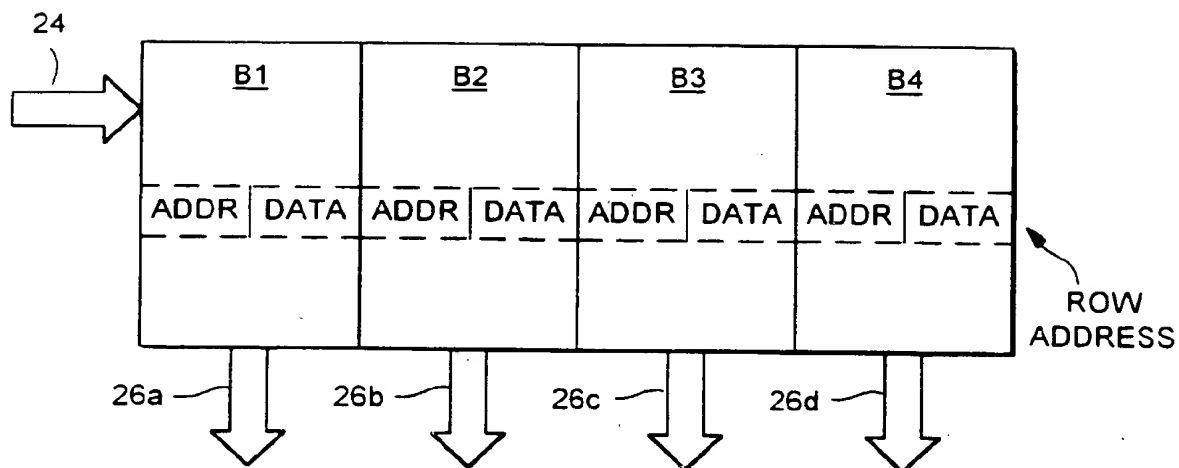 24
B1 B2 B3 B4
ADDR DATA ADDR DATA ADDR DATA ADDR DATA
ROW
ADDRESS
26a 26b 26c 26d